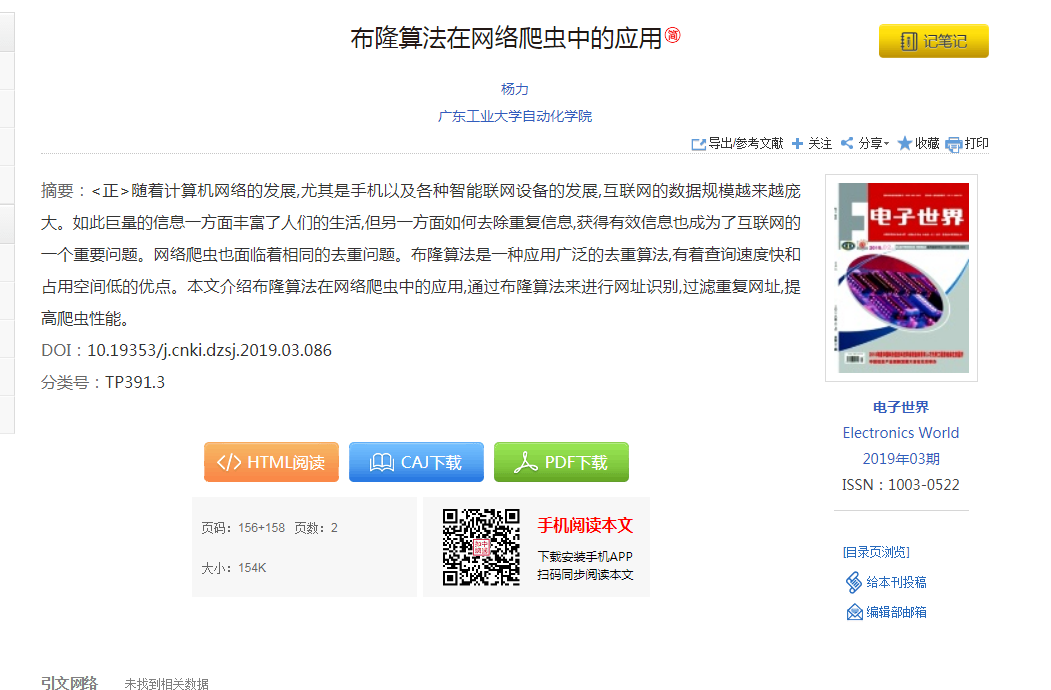 布隆算法在网络爬虫中的应用
简
记笔记
杨力
广东工业大学自动化学院
导出/参考文献 关注 分享 收藏 打印
摘要：<正>随着计算机网络的发展,尤其是手机以及各种智能联网设备的发展,互联网的数据规模越来越庞
大。如此巨量的信息一方面丰富了人们的生活,但另一方面如何去除重复信息,获得有效信息也成为了互联网的
一个重要问题。网络爬虫也面临着相同的去重问题。布隆算法是一种应用广泛的去重算法,有着查询速度快和
占用空间低的优点。本文介绍布隆算法在网络爬虫中的应用,通过布隆算法来进行网址识别,过滤重复网址,提
高爬虫性能。
DOI：10.19353/j.cnki.dzsj.2019.03.086
分类号：TP391.3
电子世界
电子世界
Electronics World
2019年03期
ISSN：1003-0522
</> HTML阅读 CAJ下载 PDF下载
页码：156+158 页数：2
大小：154K
手机阅读本文
下载安装手机APP
扫码同步阅读本文
[目录页浏览]
给本刊投稿
编辑部邮箱
引文网络 未找到相关数据